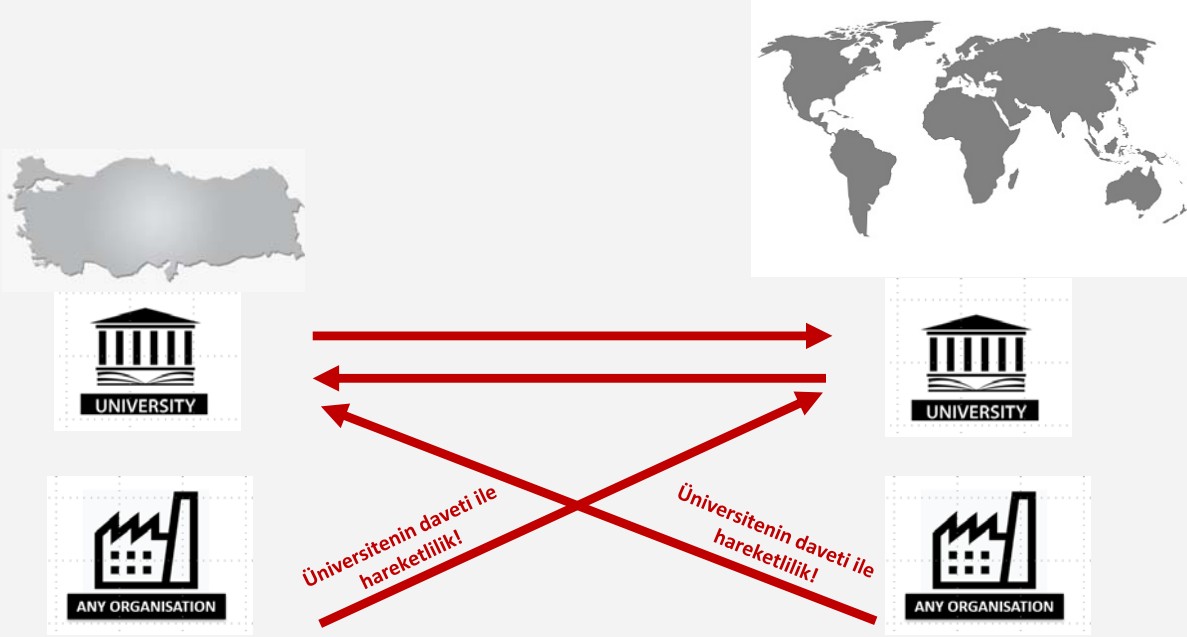 UNIVERSITY
UNIVERSITY
Üniversitenin daveti ile
hareketlilik!
Üniversitenin daveti ile
hareketlilik!
ANY ORGANISATION
ANY ORGANISATION